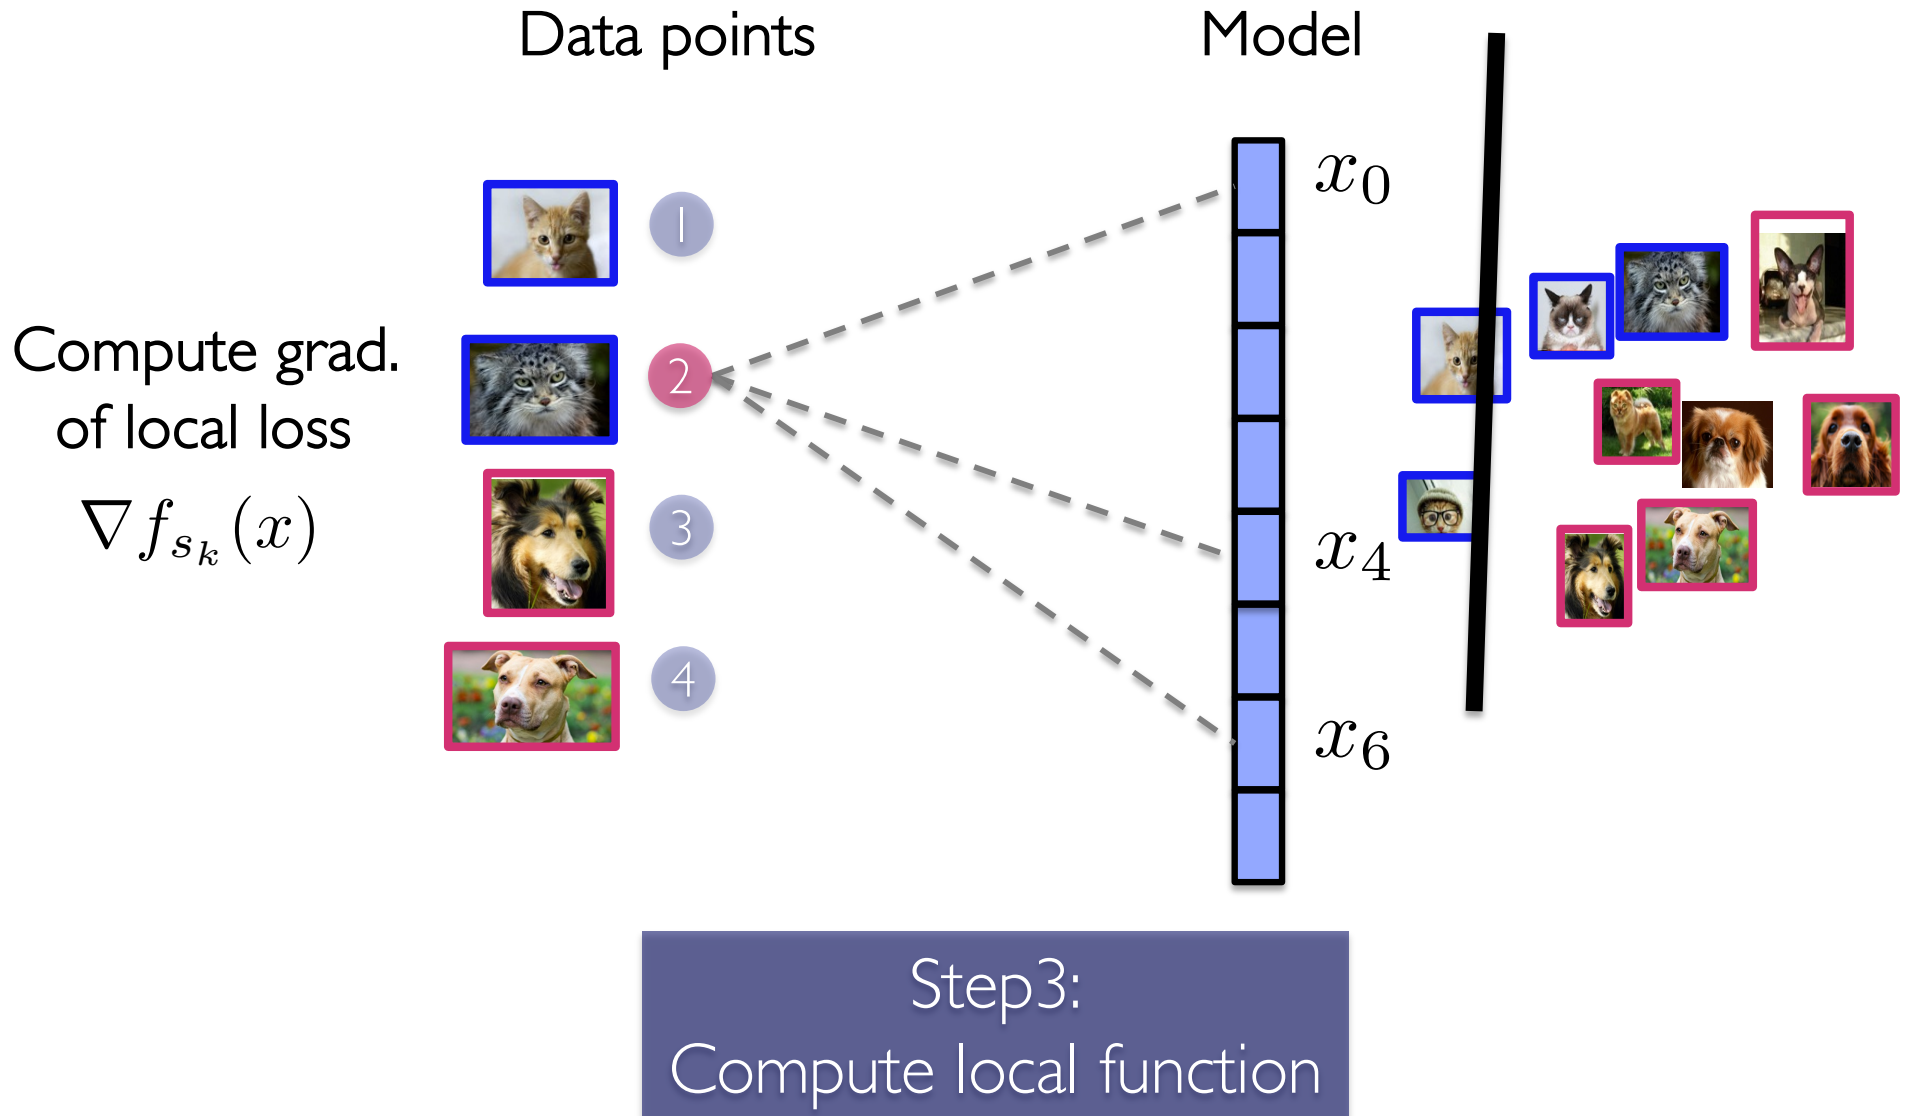 Data points
Model
1
2
3
4
Compute grad.
of local loss
∇f_{s_k}(x)
x_0
x_4
x_6
Step3:
Compute local function